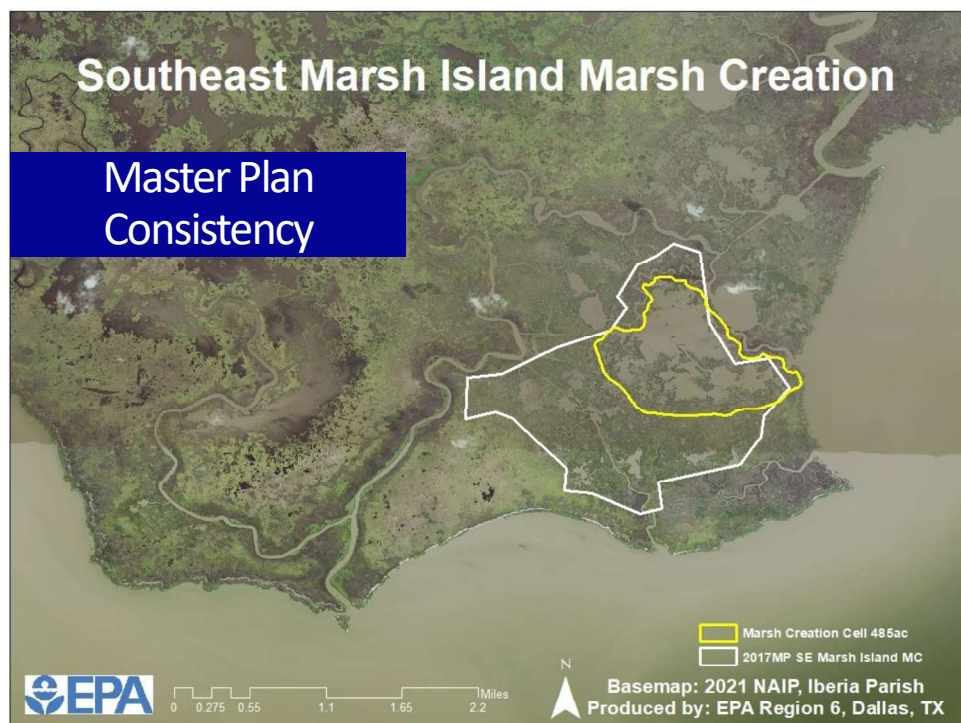 Southeast Marsh Island Marsh Creation
Master Plan
Consistency
Marsh Creation Cell 485ac
2017MP SE Marsh Island MC
EPA
Miles
0 0.275 0.55 1.1 1.65 2.2
N
Basemap: 2021 NAIP, Iberia Parish
Produced by: EPA Region 6, Dallas, TX